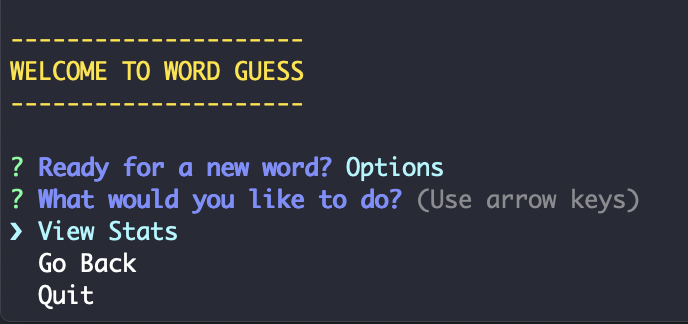 ---------------------
WELCOME TO WORD GUESS
---------------------
? Ready for a new word? Options
? What would you like to do? (Use arrow keys)
❯ View Stats
Go Back
Quit